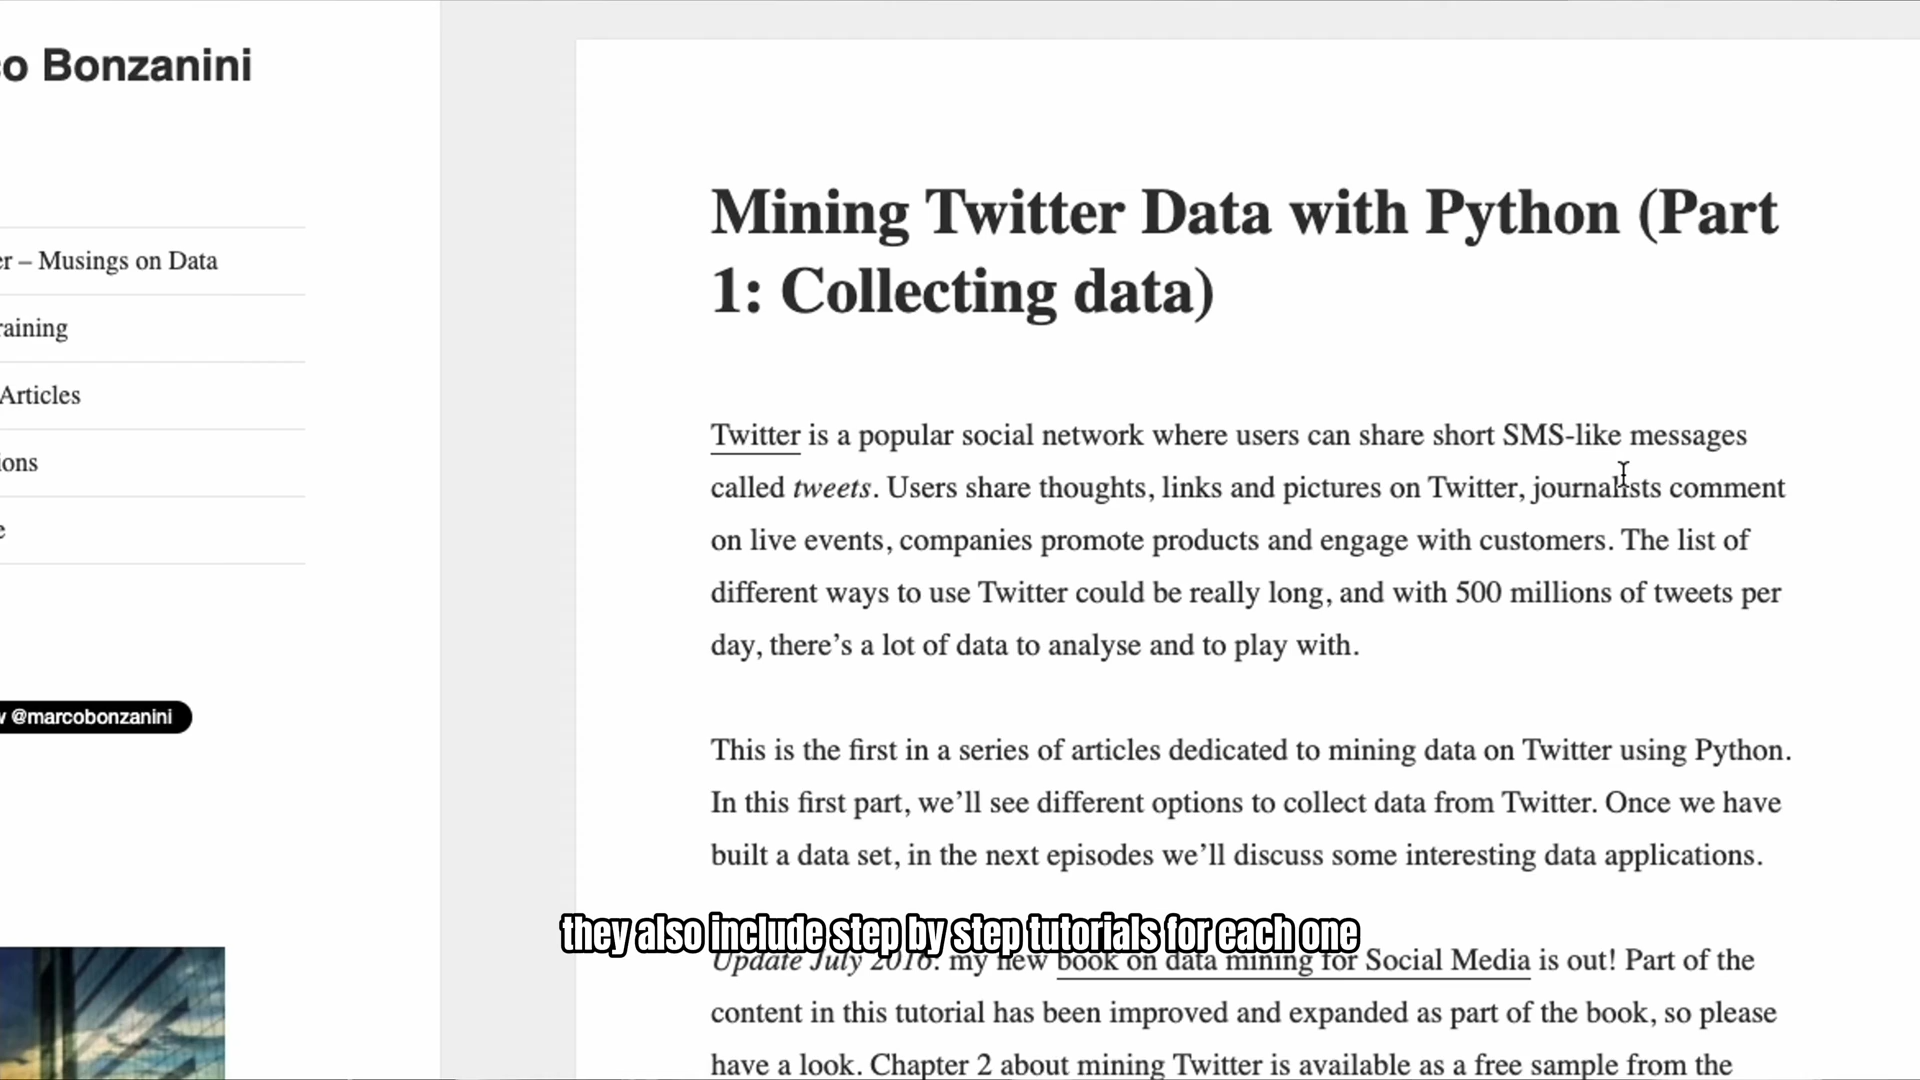 o Bonzanini
er – Musings on Data
raining
Articles
ions
e
@marcobonzanini
Mining Twitter Data with Python (Part
1: Collecting data)
Twitter is a popular social network where users can share short SMS-like messages
called tweets. Users share thoughts, links and pictures on Twitter, journalists comment
on live events, companies promote products and engage with customers. The list of
different ways to use Twitter could be really long, and with 500 millions of tweets per
day, there’s a lot of data to analyse and to play with.
This is the first in a series of articles dedicated to mining data on Twitter using Python.
In this first part, we’ll see different options to collect data from Twitter. Once we have
built a data set, in the next episodes we’ll discuss some interesting data applications.
they also include step by step tutorials for each one
Update July 2016: my new book on data mining for Social Media is out! Part of the
content in this tutorial has been improved and expanded as part of the book, so please
have a look. Chapter 2 about mining Twitter is available as a free sample from the